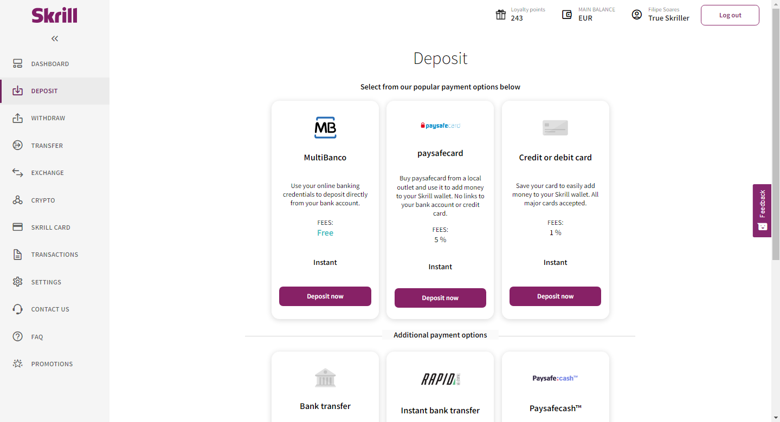 Skrill
Loyalty points
243
MAIN BALANCE
EUR
Filipe Soares
True Skriller
Log out
DASHBOARD
DEPOSIT
WITHDRAW
TRANSFER
EXCHANGE
CRYPTO
SKRILL CARD
TRANSACTIONS
SETTINGS
CONTACT US
FAQ
PROMOTIONS
Deposit
Select from our popular payment options below
MB
MultiBanco
Use your online banking
credentials to deposit directly
from your bank account.
FEES:
Free
Instant
Deposit now
paysafecard
paysafecard
Buy paysafecard from a local
outlet and use it to add money
to your Skrill wallet. No links to
your bank account or credit
card.
FEES:
5 %
Instant
Deposit now
Credit or debit card
Save your card to easily add
money to your Skrill wallet. All
major cards accepted.
FEES:
1 %
Instant
Deposit now
Feedback
Additional payment options
Bank transfer
RAPID
Instant bank transfer
Paysafe:cash™
Paysafecash™